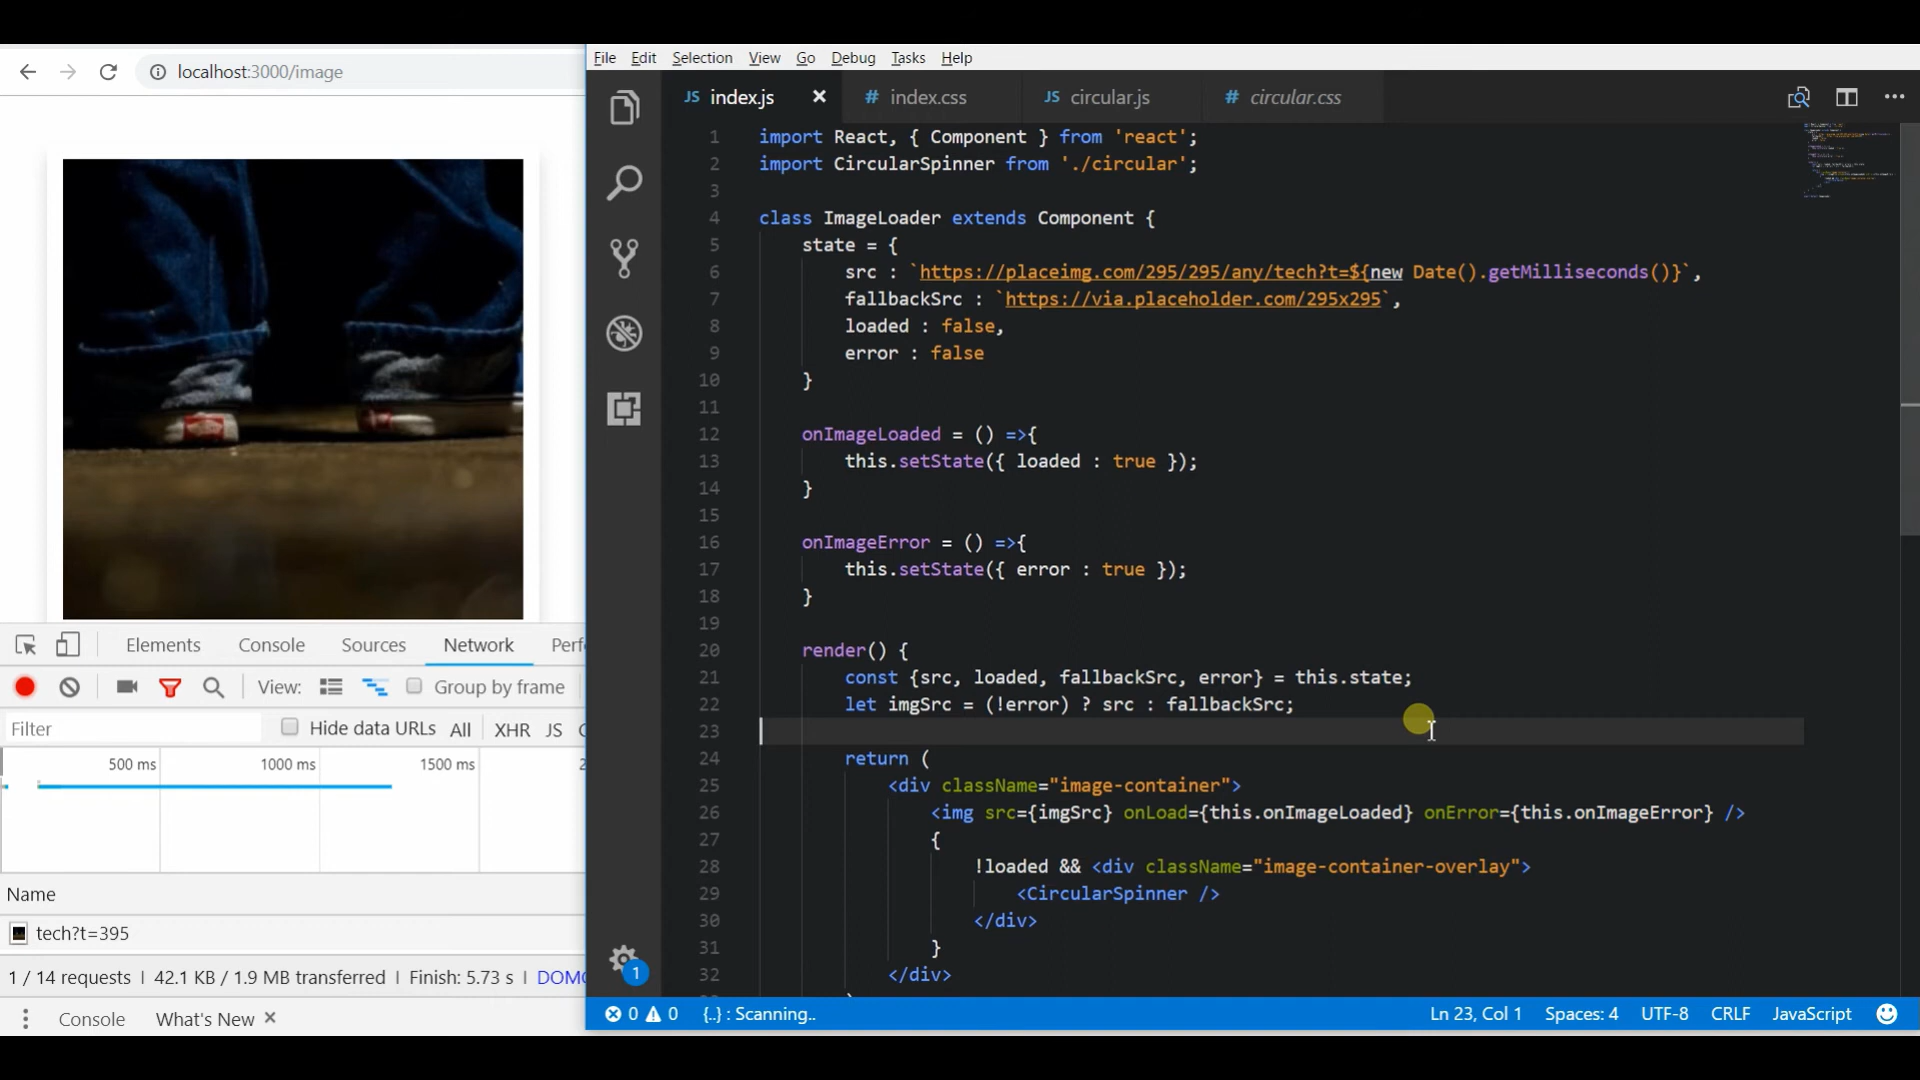 localhost:3000/image
File Edit Selection View Go Debug Tasks Help
JS index.js # index.css JS circular.js # circular.css
1 import React, { Component } from 'react';
2 import CircularSpinner from './circular';
3
4 class ImageLoader extends Component {
5 state = {
6 src : `https://placeimg.com/295/295/any/tech?t=${new Date().getMilliseconds()}`,
7 fallbackSrc : `https://via.placeholder.com/295x295`,
8 loaded : false,
9 error : false
10 }
11
12 onImageLoaded = () =>{
13 this.setState({ loaded : true });
14 }
15
16 onImageError = () =>{
17 this.setState({ error : true });
18 }
19
20 render() {
21 const {src, loaded, fallbackSrc, error} = this.state;
22 let imgSrc = (!error) ? src : fallbackSrc;
23
24 return (
25 <div className="image-container">
26 <img src={imgSrc} onLoad={this.onImageLoaded} onError={this.onImageError} />
27 {
28 !loaded && <div className="image-container-overlay">
29 <CircularSpinner />
30 </div>
31 }
32 </div>
Elements Console Sources Network Perf
View: Group by frame
Filter Hide data URLs All XHR JS
500 ms 1000 ms 1500 ms 2
Name
tech?t=395
1 / 14 requests | 42.1 KB / 1.9 MB transferred | Finish: 5.73 s | DOMC
Console What's New
1
0 0 {..} : Scanning.. Ln 23, Col 1 Spaces: 4 UTF-8 CRLF JavaScript